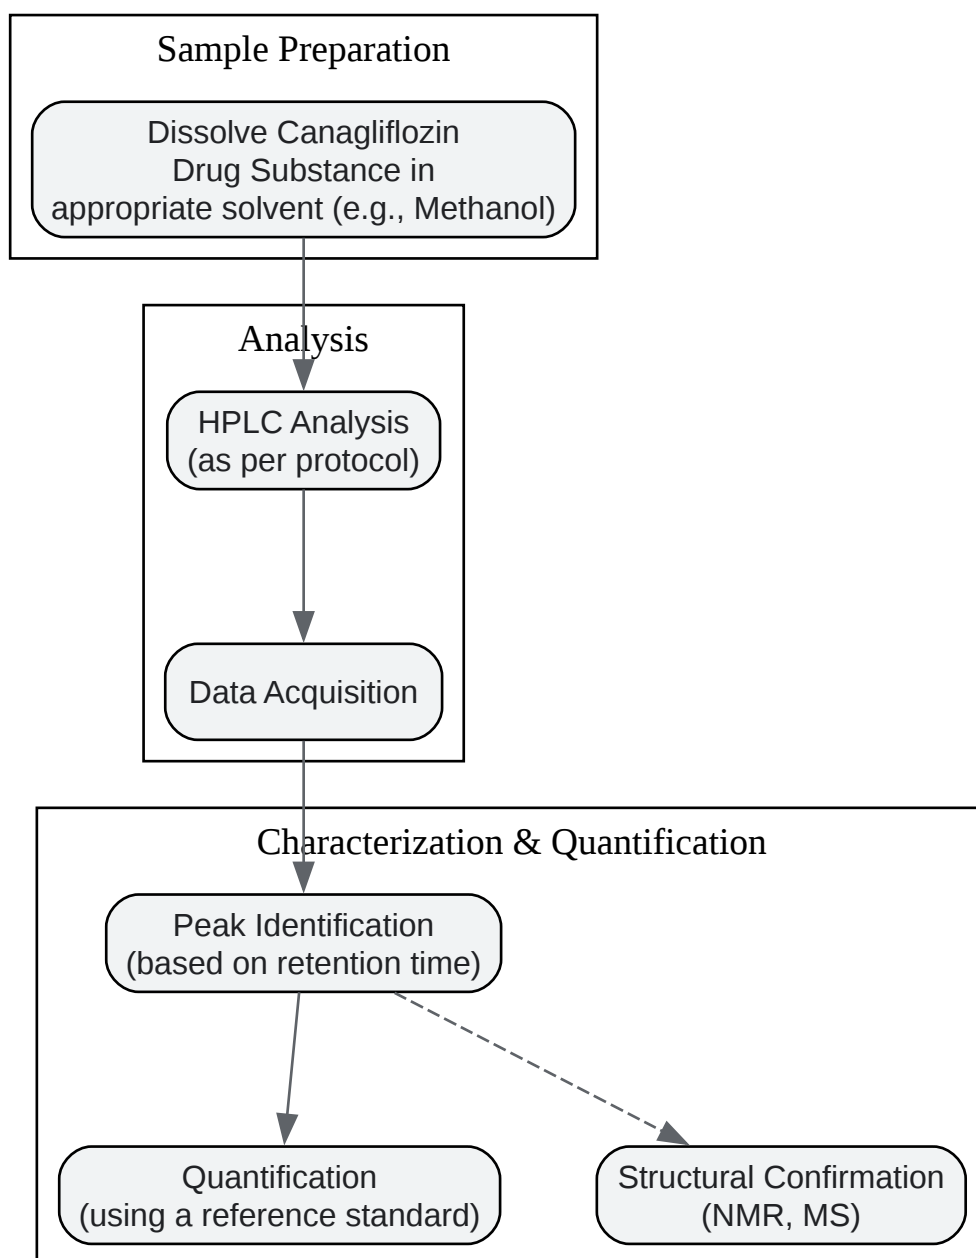 Sample Preparation
Dissolve Canagliflozin
Drug Substance in
appropriate solvent (e.g., Methanol)
Analysis
HPLC Analysis
(as per protocol)
Data Acquisition
Characterization & Quantification
Peak Identification
(based on retention time)
Quantification
(using a reference standard)
Structural Confirmation
(NMR, MS)